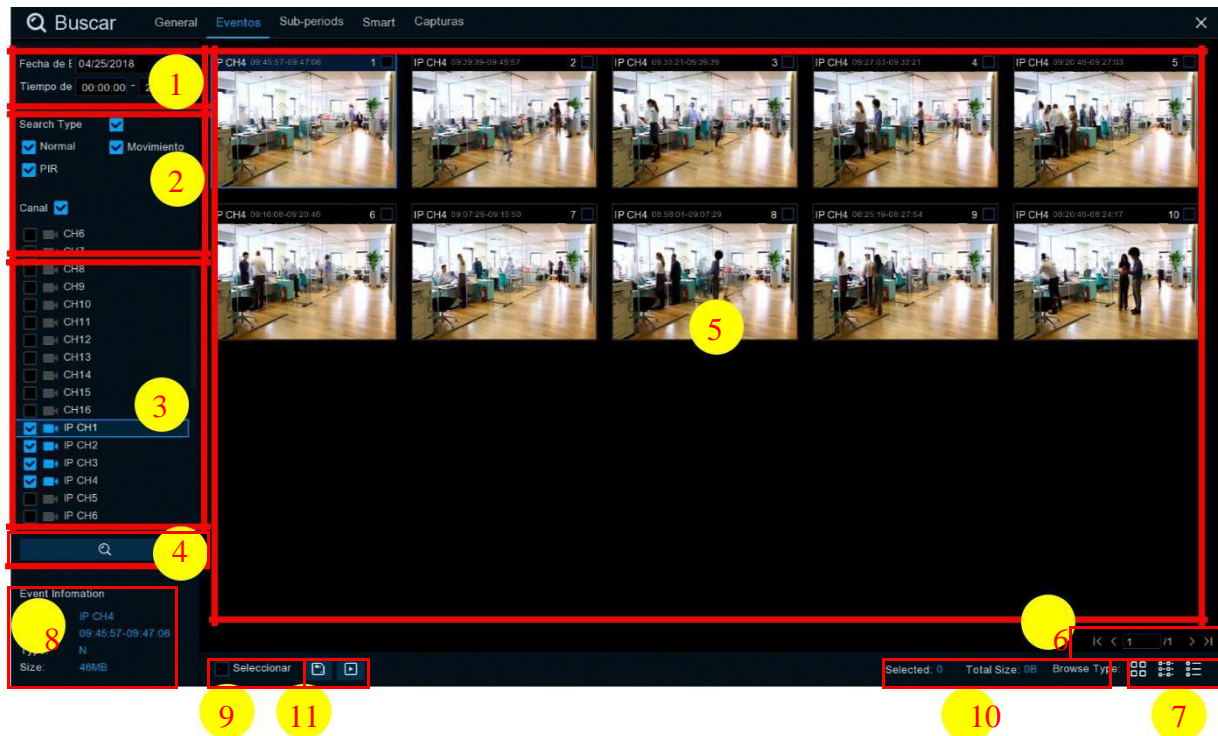 Buscar General Eventos Sub-periods Smart Capturas
Fecha de E 04/25/2018
Tiempo de 00:00:00 - 2
1
Search Type
Normal Movimiento
PIR
2
Canal
CH6
CH7
CH8
CH9
CH10
CH11
CH12
CH13
CH14
CH15
CH16
3
IP CH1
IP CH2
IP CH3
IP CH4
IP CH5
IP CH6
4
Event Infomation
IP CH4
8 09:45:57-09:47:06
Type: N
Size: 46MB
P CH4 09:45:57-09:47:06 1
IP CH4 09:39:39-09:45:57 2
IP CH4 09:33:21-09:39:39 3
IP CH4 09:27:03-09:33:21 4
IP CH4 09:20:46-09:27:03 5
P CH4 09:16:08-09:20:46 6
IP CH4 09:07:29-09:15:50 7
IP CH4 08:58:01-09:07:29 8
IP CH4 08:25:19-08:27:54 9
IP CH4 08:20:46-08:24:17 10
5
6 1 /1
Seleccionar
Selected: 0 Total Size: 0B Browse Type:
9 11 10 7